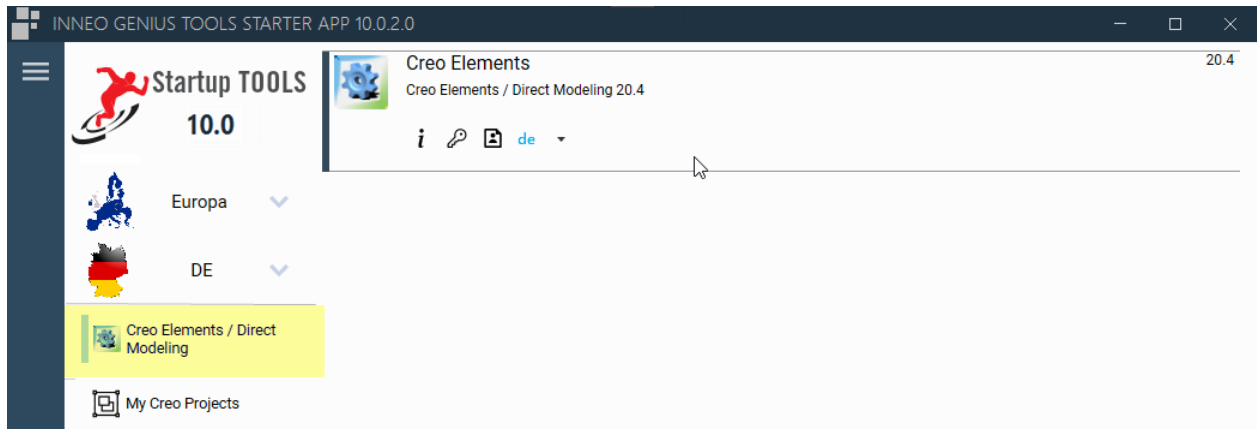 INNEO GENIUS TOOLS STARTER APP 10.0.2.0
Startup TOOLS
10.0
Europa
DE
Creo Elements / Direct
Modeling
My Creo Projects
Creo Elements
20.4
Creo Elements / Direct Modeling 20.4
i
de